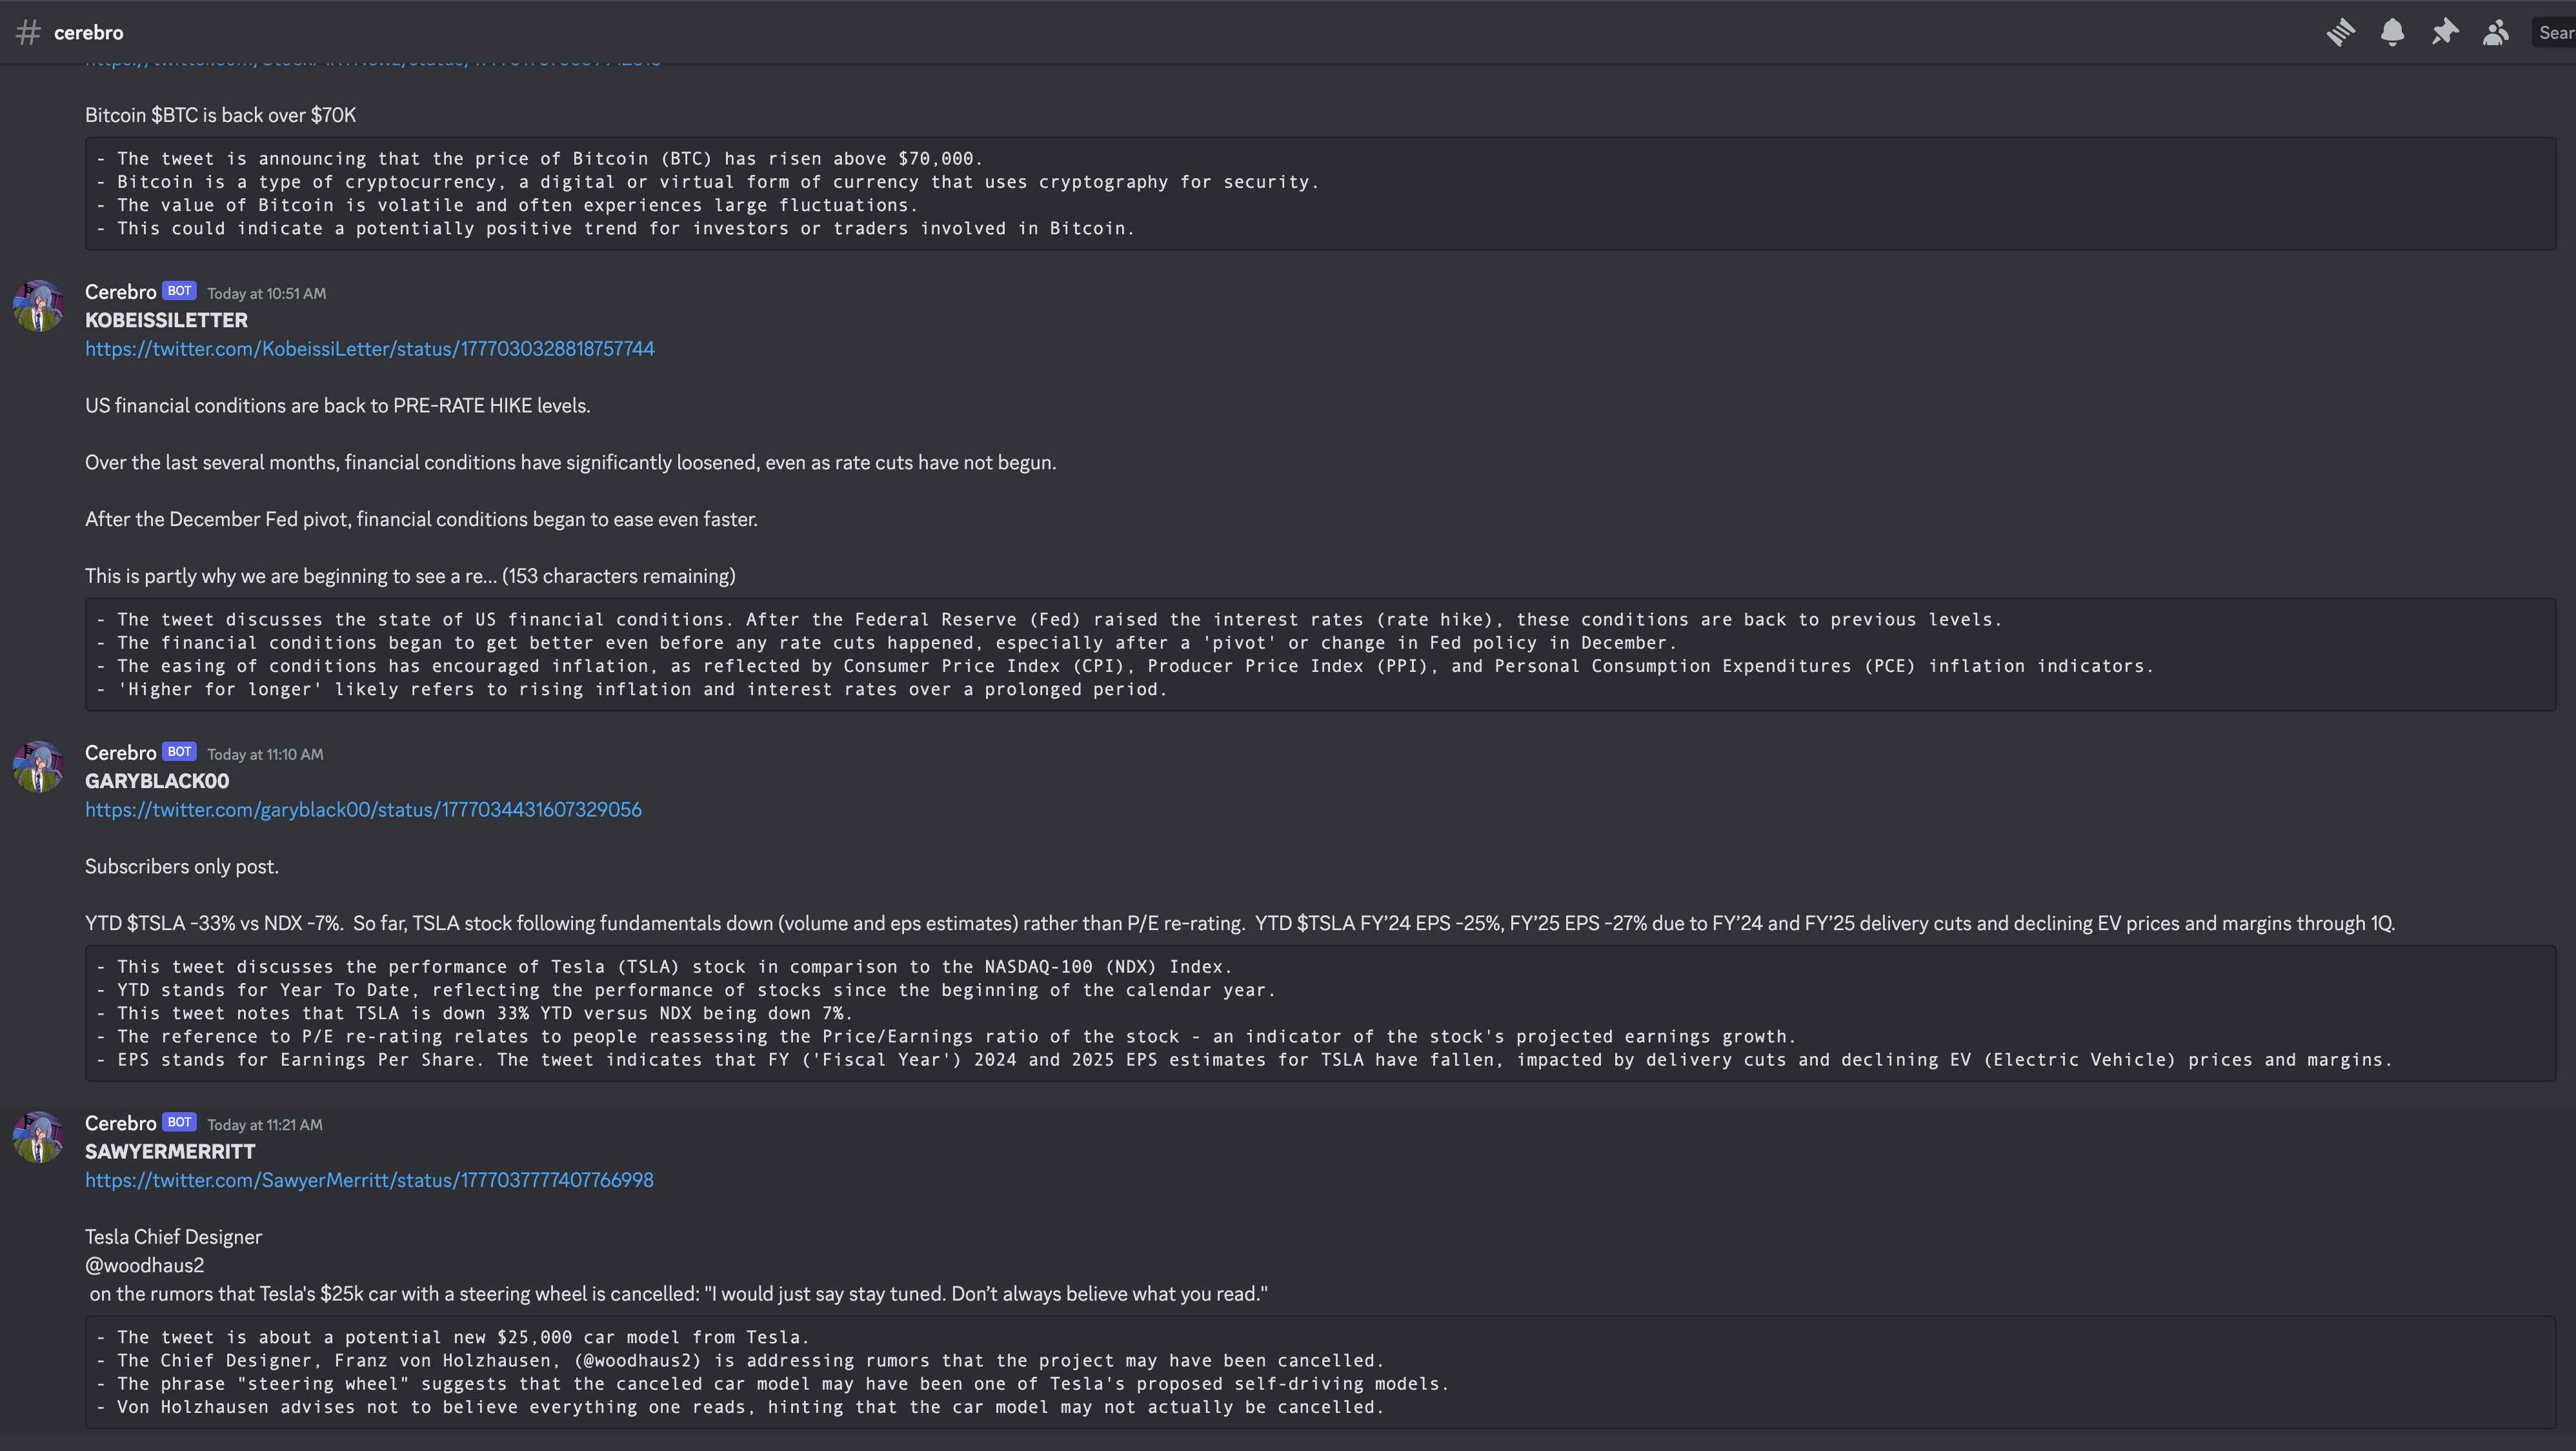 # cerebro
Sear
Bitcoin $BTC is back over $70K
- The tweet is announcing that the price of Bitcoin (BTC) has risen above $70,000.
- Bitcoin is a type of cryptocurrency, a digital or virtual form of currency that uses cryptography for security.
- The value of Bitcoin is volatile and often experiences large fluctuations.
- This could indicate a potentially positive trend for investors or traders involved in Bitcoin.
Cerebro BOT Today at 10:51 AM
KOBEISSILETTER
https://twitter.com/KobeissiLetter/status/1777030328818757744
US financial conditions are back to PRE-RATE HIKE levels.
Over the last several months, financial conditions have significantly loosened, even as rate cuts have not begun.
After the December Fed pivot, financial conditions began to ease even faster.
This is partly why we are beginning to see a re... (153 characters remaining)
- The tweet discusses the state of US financial conditions. After the Federal Reserve (Fed) raised the interest rates (rate hike), these conditions are back to previous levels.
- The financial conditions began to get better even before any rate cuts happened, especially after a 'pivot' or change in Fed policy in December.
- The easing of conditions has encouraged inflation, as reflected by Consumer Price Index (CPI), Producer Price Index (PPI), and Personal Consumption Expenditures (PCE) inflation indicators.
- 'Higher for longer' likely refers to rising inflation and interest rates over a prolonged period.
Cerebro BOT Today at 11:10 AM
GARYBLACK00
https://twitter.com/garyblack00/status/1777034431607329056
Subscribers only post.
YTD $TSLA -33% vs NDX -7%.  So far, TSLA stock following fundamentals down (volume and eps estimates) rather than P/E re-rating.  YTD $TSLA FY’24 EPS -25%, FY’25 EPS -27% due to FY’24 and FY’25 delivery cuts and declining EV prices and margins through 1Q.
- This tweet discusses the performance of Tesla (TSLA) stock in comparison to the NASDAQ-100 (NDX) Index.
- YTD stands for Year To Date, reflecting the performance of stocks since the beginning of the calendar year.
- This tweet notes that TSLA is down 33% YTD versus NDX being down 7%.
- The reference to P/E re-rating relates to people reassessing the Price/Earnings ratio of the stock - an indicator of the stock's projected earnings growth.
- EPS stands for Earnings Per Share. The tweet indicates that FY ('Fiscal Year') 2024 and 2025 EPS estimates for TSLA have fallen, impacted by delivery cuts and declining EV (Electric Vehicle) prices and margins.
Cerebro BOT Today at 11:21 AM
SAWYERMERRITT
https://twitter.com/SawyerMerritt/status/1777037777407766998
Tesla Chief Designer
@woodhaus2
on the rumors that Tesla's $25k car with a steering wheel is cancelled: "I would just say stay tuned. Don’t always believe what you read."
- The tweet is about a potential new $25,000 car model from Tesla.
- The Chief Designer, Franz von Holzhausen, (@woodhaus2) is addressing rumors that the project may have been cancelled.
- The phrase "steering wheel" suggests that the canceled car model may have been one of Tesla's proposed self-driving models.
- Von Holzhausen advises not to believe everything one reads, hinting that the car model may not actually be cancelled.